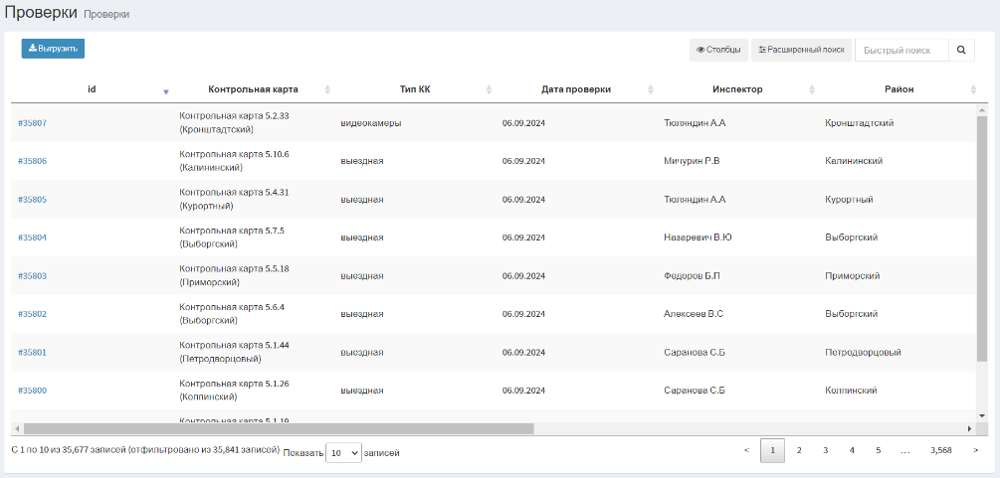 Проверки Проверки
Выгрузить Столбцы Расширенный поиск Быстрый поиск
id Контрольная карта Тип КК Дата проверки Инспектор Район
#35807 Контрольная карта 5.2.33 (Кронштадтский) видеокамеры 06.09.2024 Тюляндин А.А Кронштадтский
#35806 Контрольная карта 5.10.6 (Калининский) выездная 06.09.2024 Мичурин Р.В Калининский
#35805 Контрольная карта 5.4.31 (Курортный) выездная 06.09.2024 Тюляндин А.А Курортный
#35804 Контрольная карта 5.7.5 (Выборгский) выездная 06.09.2024 Назаревич В.Ю Выборгский
#35803 Контрольная карта 5.5.18 (Приморский) выездная 06.09.2024 Федоров Б.П Приморский
#35802 Контрольная карта 5.6.4 (Выборгский) выездная 06.09.2024 Алексеев В.С Выборгский
#35801 Контрольная карта 5.1.44 (Петродворцовый) выездная 06.09.2024 Саранова С.Б Петродворцовый
#35800 Контрольная карта 5.1.26 (Колпинский) выездная 06.09.2024 Саранова С.Б Колпинский
Контрольная карта 5.1.19
С 1 по 10 из 35,677 записей (отфильтровано из 35,841 записей) Показать 10 записей < 1 2 3 4 5 ... 3,568 >